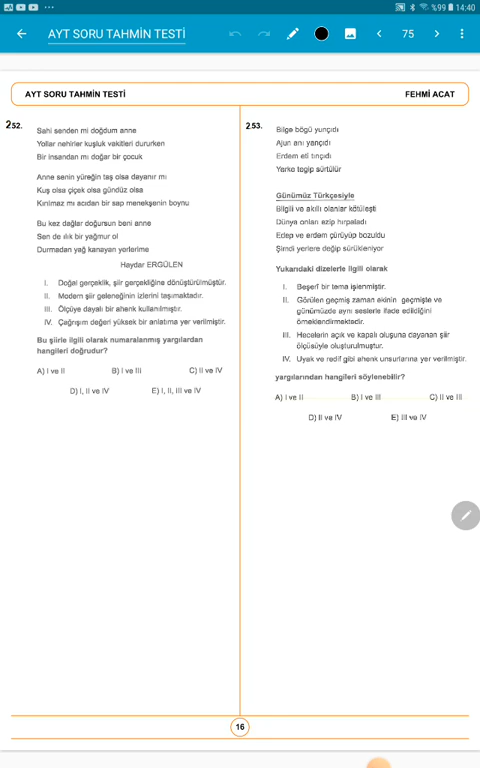 %99 14:40
AYT SORU TAHMİN TESTİ
75
AYT SORU TAHMİN TESTİ
FEHMİ ACAT
252.
Sahi senden mi doğdum anne
Yollar nehirler kuşluk vakitleri dururken
Bir insandan mı doğar bir çocuk
Anne senin yüreğin taş olsa dayanır mı
Kuş olsa çiçek olsa gündüz olsa
Kırılmaz mı acıdan bir sap menekşenin boynu
Bu kez dağlar doğursun beni anne
Sen de ılık bir yağmur ol
Durmadan yağ kanayan yerlerime
Haydar ERGÜLEN
I. Doğal gerçeklik, şiir gerçekliğine dönüştürülmüştür.
II. Modern şiir geleneğinin izlerini taşımaktadır.
III. Ölçüye dayalı bir ahenk kullanılmıştır.
IV. Çağrışım değeri yüksek bir anlatıma yer verilmiştir.
Bu şiirle ilgili olarak numaralanmış yargılardan
hangileri doğrudur?
A) I ve II B) I ve III C) II ve IV
D) I, II ve IV E) I, II, III ve IV
253.
Bilge bögü yunçıdı
Ajun anı yançıdı
Erdem eti tınçıdı
Yerke tegip sürtülür
Günümüz Türkçesiyle
Bilgili ve akıllı olanlar kötüleşti
Dünya onları ezip hırpaladı
Edep ve erdem çürüyüp bozuldu
Şimdi yerlere değip sürükleniyor
Yukarıdaki dizelerle ilgili olarak
I. Beşerî bir tema işlenmiştir.
II. Görülen geçmiş zaman ekinin geçmişte ve
günümüzde aynı seslerle ifade edildiğini
örneklendirmektedir.
III. Hecelerin açık ve kapalı oluşuna dayanan şiir
ölçüsüyle oluşturulmuştur.
IV. Uyak ve redif gibi ahenk unsurlarına yer verilmiştir.
yargılarından hangileri söylenebilir?
A) I ve II B) I ve III C) II ve III
D) II ve IV E) III ve IV
16